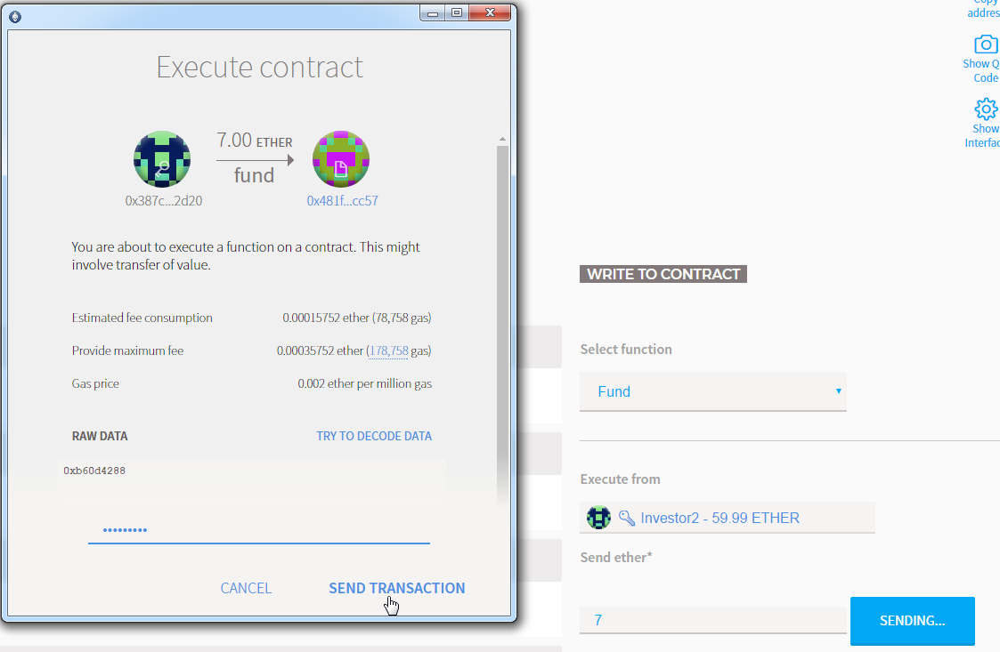 Execute contract
7.00 ETHER
fund
0x387c...2d20
0x481f...cc57
You are about to execute a function on a contract. This might
involve transfer of value.
Estimated fee consumption 0.00015752 ether (78,758 gas)
Provide maximum fee 0.00035752 ether (178,758 gas)
Gas price 0.002 ether per million gas
RAW DATA TRY TO DECODE DATA
0xb60d4288
•••••••••
CANCEL SEND TRANSACTION
Copy
addres
Show Q
Code
Show
Interfac
WRITE TO CONTRACT
Select function
Fund
Execute from
Investor2 - 59.99 ETHER
Send ether*
7
SENDING...